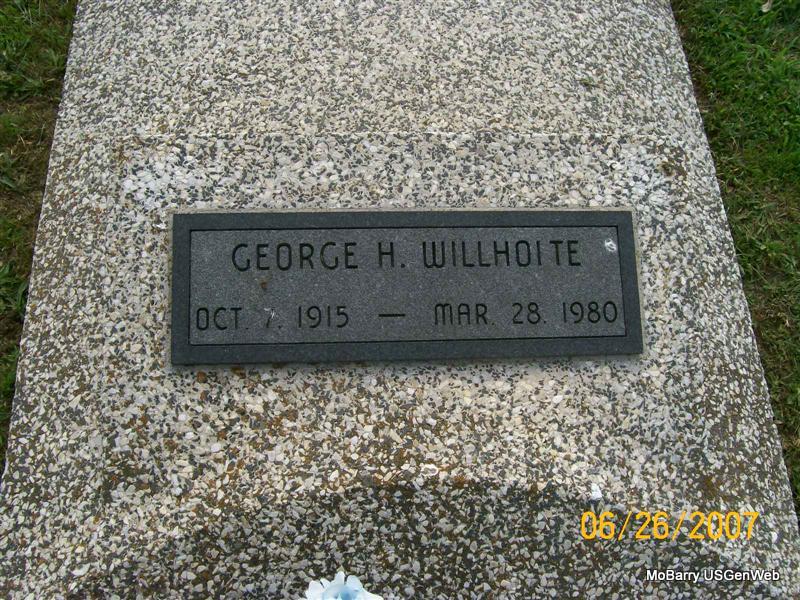 GEORGE H. WILLHOITE
OCT. 7. 1915 — MAR. 28. 1980
06/26/2007
MoBarry USGenWeb